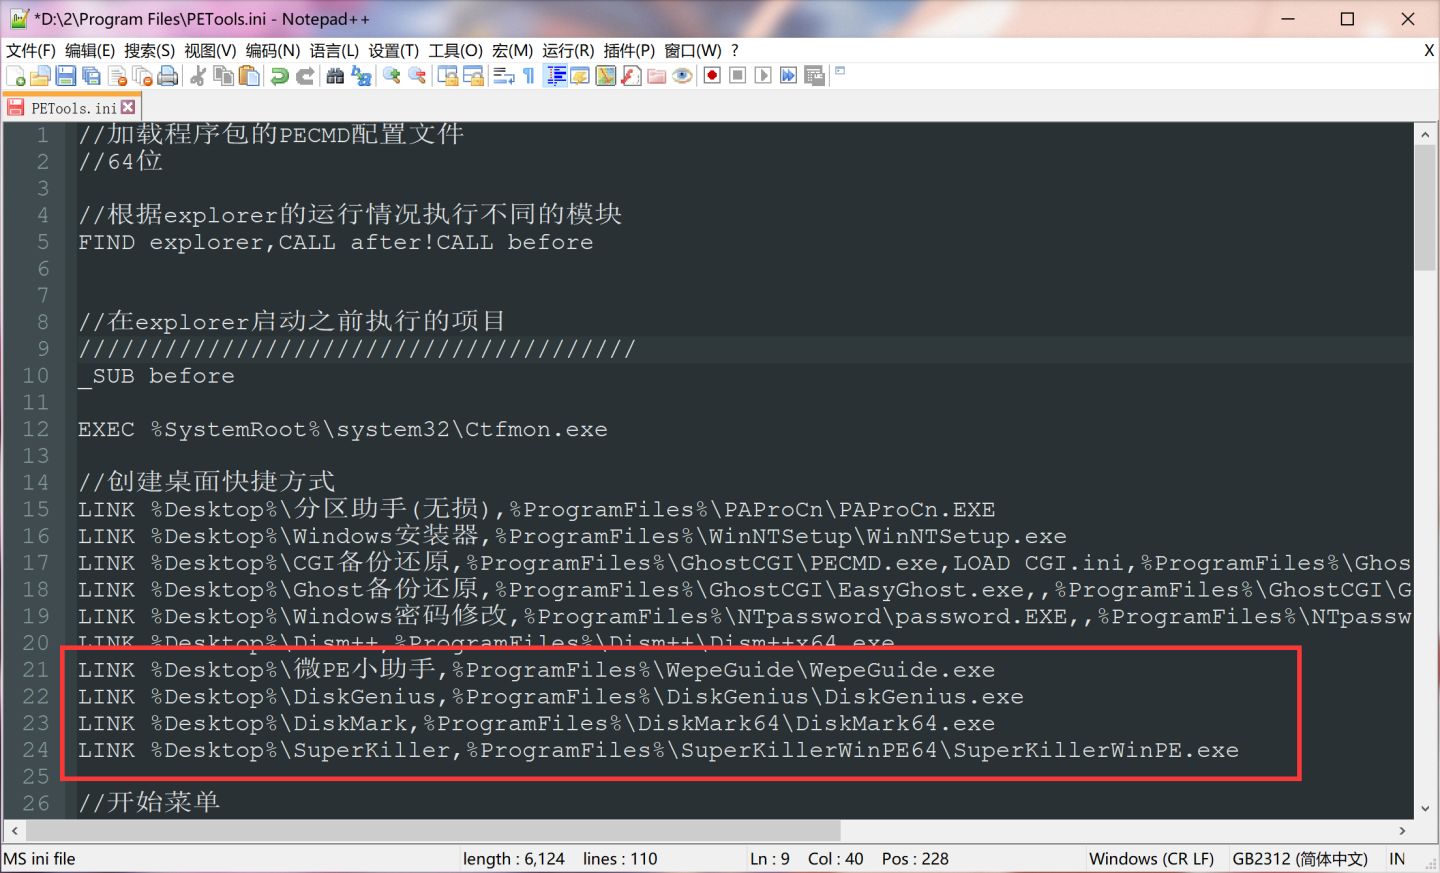 *D:\2\Program Files\PETools.ini - Notepad++
文件(F) 编辑(E) 搜索(S) 视图(V) 编码(N) 语言(L) 设置(T) 工具(O) 宏(M) 运行(R) 插件(P) 窗口(W) ? X
PETools.ini
1 //加载程序包的PECMD配置文件
2 //64位
3
4 //根据explorer的运行情况执行不同的模块
5 FIND explorer,CALL after!CALL before
6
7
8 //在explorer启动之前执行的项目
9 ///////////////////////////////////////
10 _SUB before
11
12 EXEC %SystemRoot%\system32\Ctfmon.exe
13
14 //创建桌面快捷方式
15 LINK %Desktop%\分区助手(无损),%ProgramFiles%\PAProCn\PAProCn.EXE
16 LINK %Desktop%\Windows安装器,%ProgramFiles%\WinNTSetup\WinNTSetup.exe
17 LINK %Desktop%\CGI备份还原,%ProgramFiles%\GhostCGI\PECMD.exe,LOAD CGI.ini,%ProgramFiles%\Ghos
18 LINK %Desktop%\Ghost备份还原,%ProgramFiles%\GhostCGI\EasyGhost.exe,,%ProgramFiles%\GhostCGI\G
19 LINK %Desktop%\Windows密码修改,%ProgramFiles%\NTpassword\password.EXE,,%ProgramFiles%\NTpassw
20 LINK %Desktop%\Dism++,%ProgramFiles%\Dism++\Dism++x64.exe
21 LINK %Desktop%\微PE小助手,%ProgramFiles%\WepeGuide\WepeGuide.exe
22 LINK %Desktop%\DiskGenius,%ProgramFiles%\DiskGenius\DiskGenius.exe
23 LINK %Desktop%\DiskMark,%ProgramFiles%\DiskMark64\DiskMark64.exe
24 LINK %Desktop%\SuperKiller,%ProgramFiles%\SuperKillerWinPE64\SuperKillerWinPE.exe
25
26 //开始菜单
MS ini file length : 6,124 lines : 110 Ln : 9 Col : 40 Pos : 228 Windows (CR LF) GB2312 (简体中文) IN